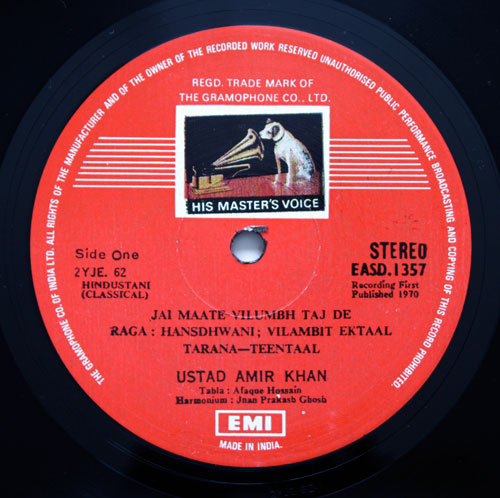 THE GRAMOPHONE CO. OF INDIA LTD. ALL RIGHTS OF THE MANUFACTURER AND OF THE OWNER OF THE RECORDED WORK RESERVED UNAUTHORISED PUBLIC PERFORMANCE BROADCASTING AND COPYING OF THIS RECORD PROHIBITED.
REGD. TRADE MARK OF
THE GRAMOPHONE CO., LTD.
HIS MASTER'S VOICE
Side One
2YJE. 62
HINDUSTANI
(CLASSICAL)
STEREO
EASD.1357
Recording First
Published 1970
JAI MAATE VILUMBH TAJ DE
RAGA : HANSDHWANI; VILAMBIT EKTAAL
TARANA—TEENTAAL
USTAD AMIR KHAN
Tabla : Afaque Hossain
Harmonium : Jnan Prakash Ghosh
EMI
MADE IN INDIA.